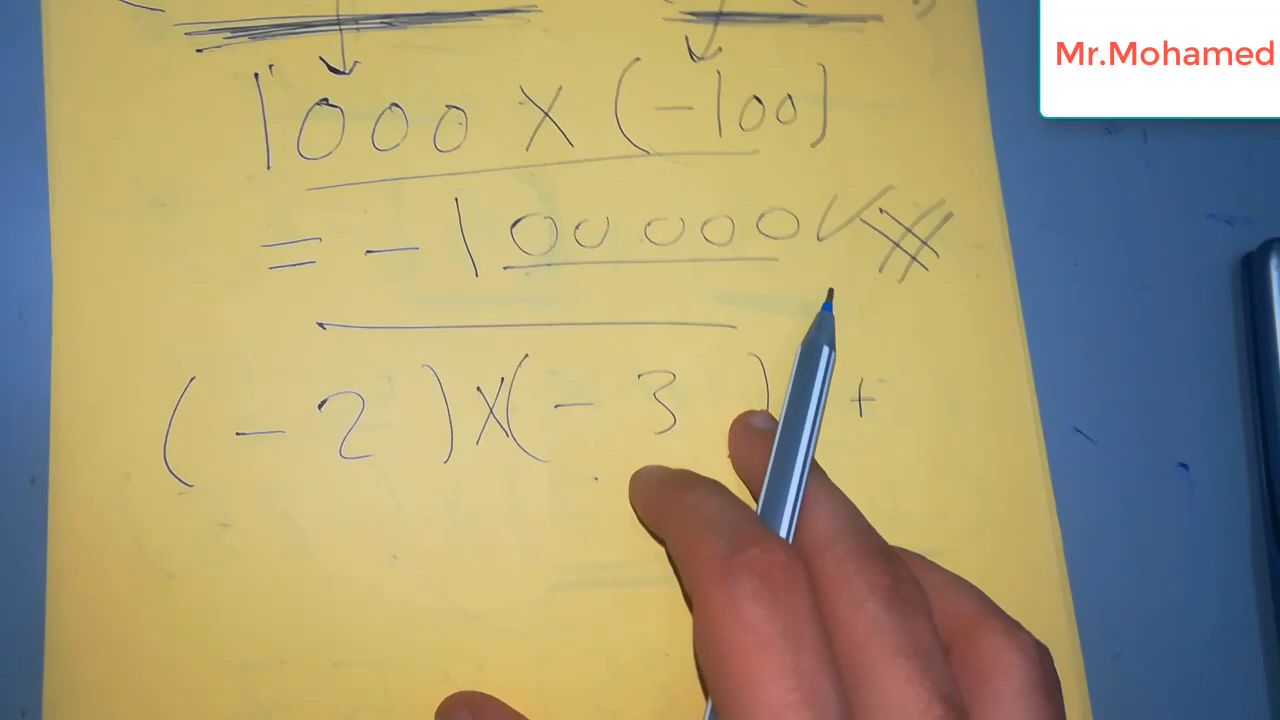 Mr.Mohamed
1000 X (-100)
= - 100000
(- 2) X (- 3 ) +